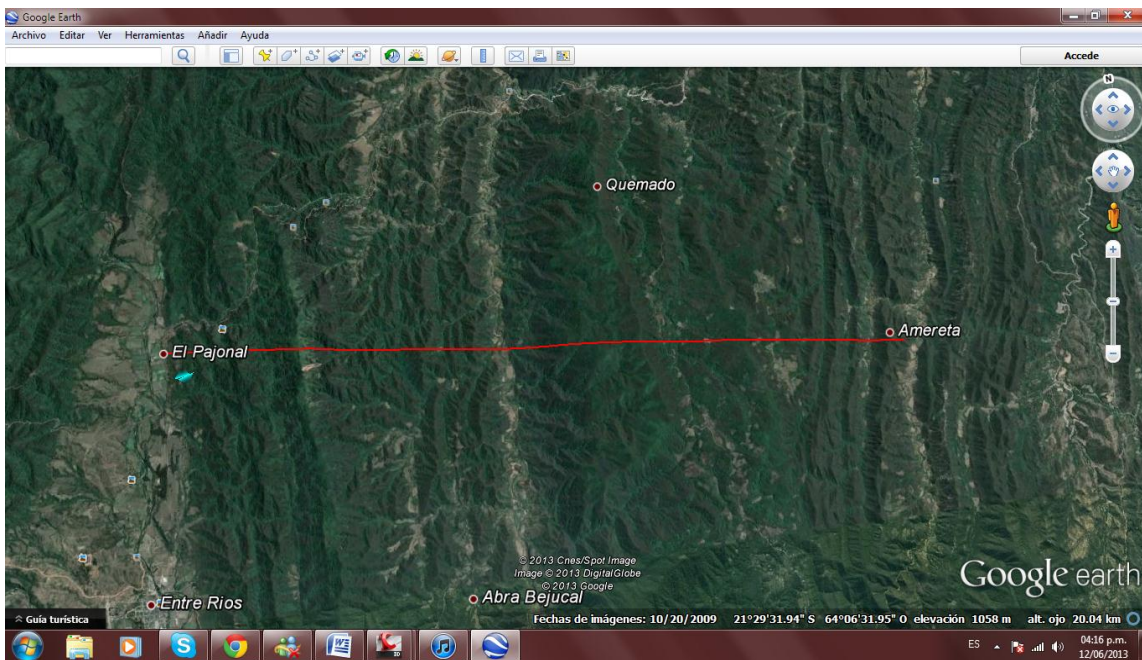 Google Earth
Archivo Editar Ver Herramientas Añadir Ayuda
Accede
N
Quemado
El Pajonal
Amereta
© 2013 Cnes/Spot Image
Image © 2013 DigitalGlobe
© 2013 Google
Google earth
Entre Rios
Abra Bejucal
Guía turística
Fechas de imágenes: 10/20/2009 21°29'31.94" S 64°06'31.95" O elevación 1058 m alt. ojo 20.04 km
ES 04:16 p.m.
12/06/2013